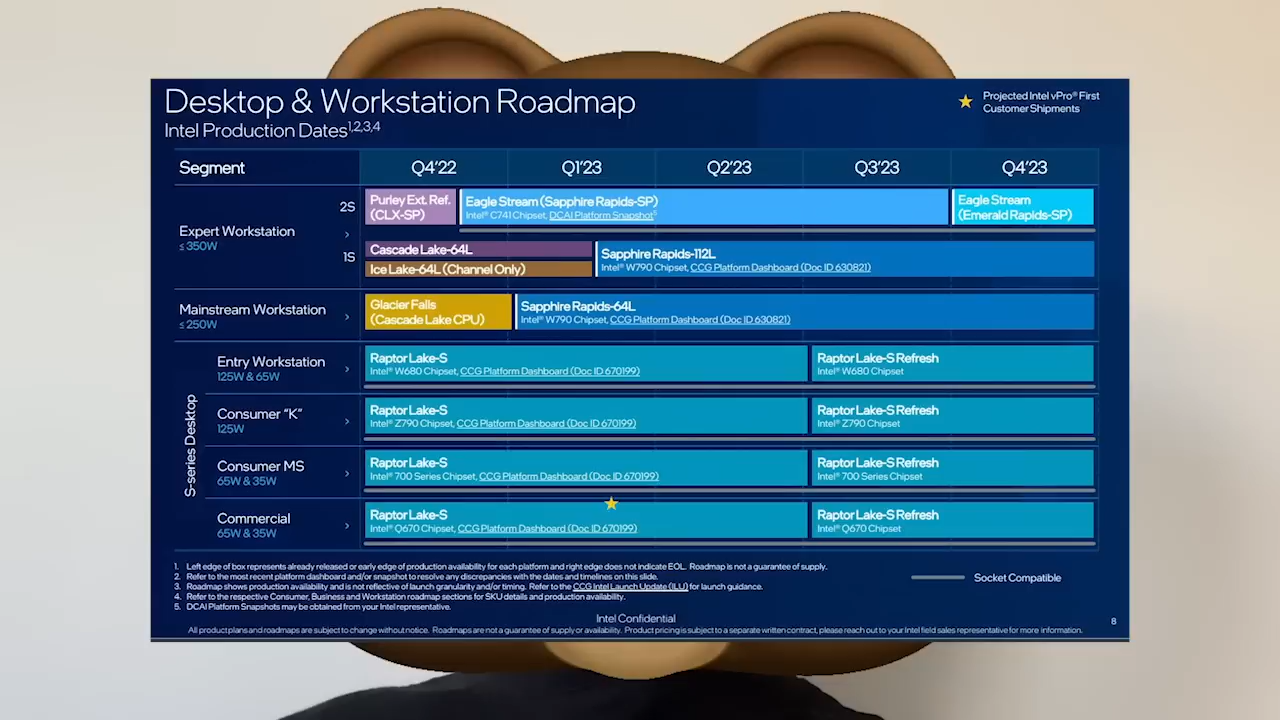 Desktop & Workstation Roadmap
Intel Production Dates1,2,3,4
★ Projected Intel vPro® First
Customer Shipments
Segment Q4'22 Q1'23 Q2'23 Q3'23 Q4'23
Expert Workstation
≤ 350W
2S
Purley Ext. Ref.
(CLX-SP)
Eagle Stream (Sapphire Rapids-SP)
Intel® C741 Chipset, DCAI Platform Snapshot5
Eagle Stream
(Emerald Rapids-SP)
1S
Cascade Lake-64L
Ice Lake-64L (Channel Only)
Sapphire Rapids-112L
Intel® W790 Chipset, CCG Platform Dashboard (Doc ID 630821)
Mainstream Workstation
≤ 250W
Glacier Falls
(Cascade Lake CPU)
Sapphire Rapids-64L
Intel® W790 Chipset, CCG Platform Dashboard (Doc ID 630821)
S-series Desktop
Entry Workstation
125W & 65W
Raptor Lake-S
Intel® W680 Chipset, CCG Platform Dashboard (Doc ID 670199)
Raptor Lake-S Refresh
Intel® W680 Chipset
Consumer "K"
125W
Raptor Lake-S
Intel® Z790 Chipset, CCG Platform Dashboard (Doc ID 670199)
Raptor Lake-S Refresh
Intel® Z790 Chipset
Consumer MS
65W & 35W
Raptor Lake-S
Intel® 700 Series Chipset, CCG Platform Dashboard (Doc ID 670199)
Raptor Lake-S Refresh
Intel® 700 Series Chipset
Commercial
65W & 35W
Raptor Lake-S
Intel® Q670 Chipset, CCG Platform Dashboard (Doc ID 670199)
Raptor Lake-S Refresh
Intel® Q670 Chipset
1. Left edge of box represents already released or early edge of production availability for each platform and right edge does not indicate EOL. Roadmap is not a guarantee of supply.
2. Refer to the most recent platform dashboard and/or snapshot to resolve any discrepancies with the dates and timelines on this slide.
3. Roadmap shows production availability and is not reflective of launch granularity and/or timing. Refer to the CCG Intel Launch Update (ILU) for launch guidance.
4. Refer to the respective Consumer, Business and Workstation roadmap sections for SKU details and production availability.
5. DCAI Platform Snapshots may be obtained from your Intel representative.
Socket Compatible
Intel Confidential
8
All product plans and roadmaps are subject to change without notice. Roadmaps are not a guarantee of supply or availability. Product pricing is subject to a separate written contract, please reach out to your Intel field sales representative for more information.